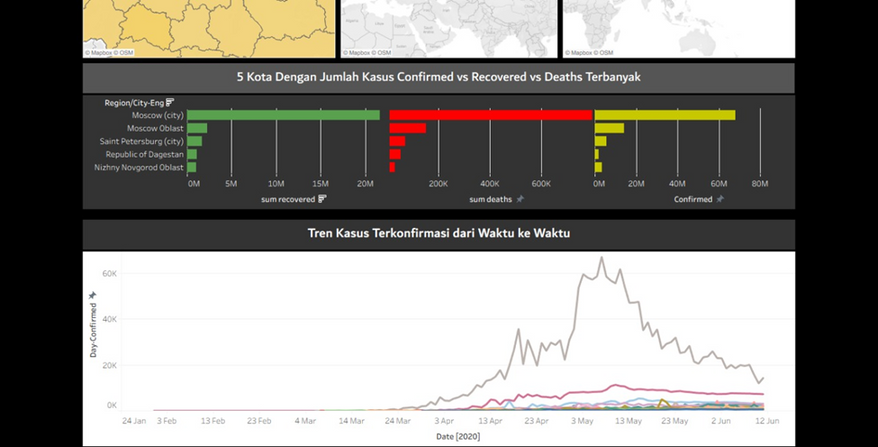 © Mapbox © OSM
© Mapbox © OSM
© Mapbox © OSM
5 Kota Dengan Jumlah Kasus Confirmed vs Recovered vs Deaths Terbanyak
Region/City-Eng
Moscow (city)
Moscow Oblast
Saint Petersburg (city)
Republic of Dagestan
Nizhny Novgorod Oblast
0M 5M 10M 15M 20M 200K 400K 600K 0M 20M 40M 60M 80M
sum recovered sum deaths Confirmed
Tren Kasus Terkonfirmasi dari Waktu ke Waktu
Day-Confirmed
60K
40K
20K
0K
24 Jan 3 Feb 13 Feb 23 Feb 4 Mar 14 Mar 24 Mar 3 Apr 13 Apr 23 Apr 3 May 13 May 23 May 2 Jun 12 Jun
Date [2020]